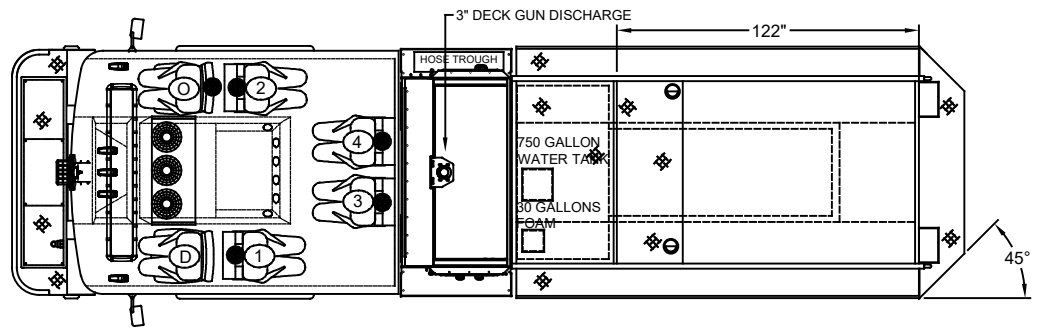 3" DECK GUN DISCHARGE
122"
HOSE TROUGH
O
2
4
750 GALLON
WATER TANK
3
30 GALLONS
FOAM
D
1
45°